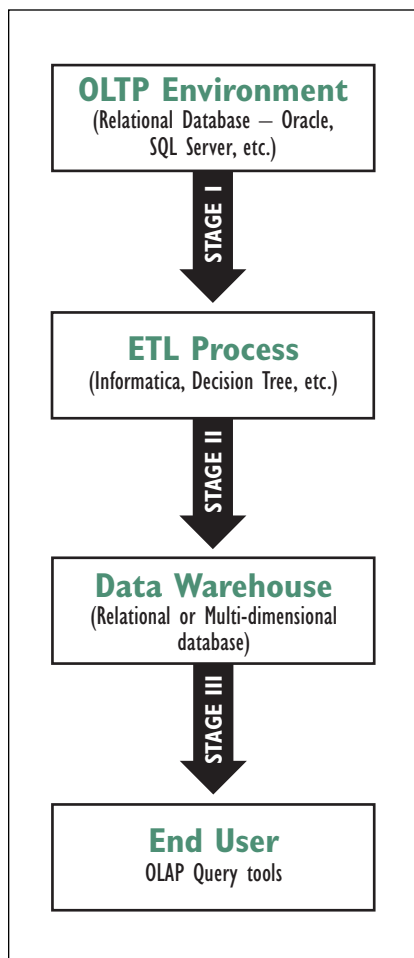 OLTP Environment
(Relational Database – Oracle,
SQL Server, etc.)
STAGE I
ETL Process
(Informatica, Decision Tree, etc.)
STAGE II
Data Warehouse
(Relational or Multi-dimensional
database)
STAGE III
End User
OLAP Query tools